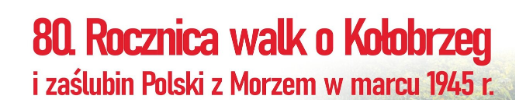 80. Rocznica walk o Kołobrzeg
i zaślubin Polski z Morzem w marcu 1945 r.